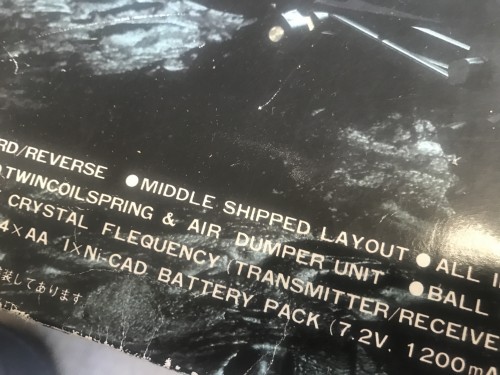 RD/REVERSE ●MIDDLE SHIPPED LAYOUT ●ALL I
TWINCOILSPRING & AIR DUMPER UNIT ●BALL
CRYSTAL FLEQUENCY (TRANSMITTER/RECEIVE
4×AA 1×Ni-CAD BATTERY PACK (7.2V. 1200mA
装してあります